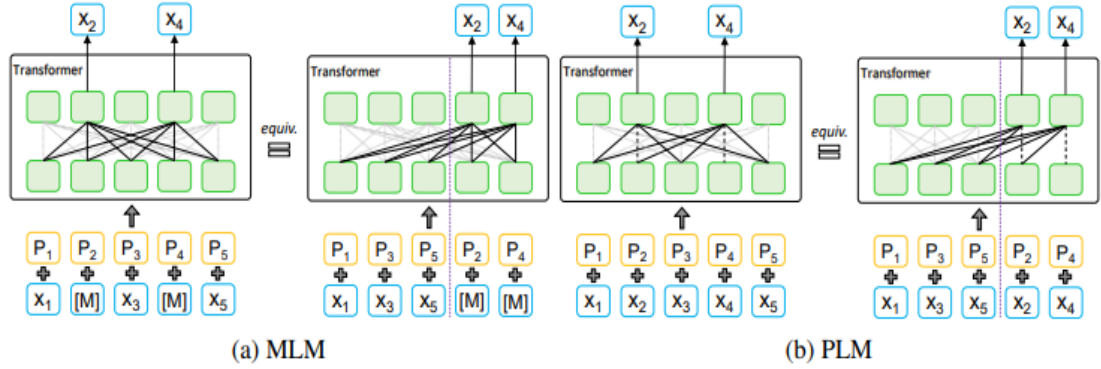 x2 x4 x2 x4 x2 x4 x2 x4
Transformer Transformer Transformer Transformer
equiv. equiv.
P1 P2 P3 P4 P5 P1 P3 P5 P2 P4 P1 P2 P3 P4 P5 P1 P3 P5 P2 P4
x1 [M] x3 [M] x5 x1 x3 x5 [M] [M] x1 x2 x3 x4 x5 x1 x3 x5 x2 x4
(a) MLM (b) PLM